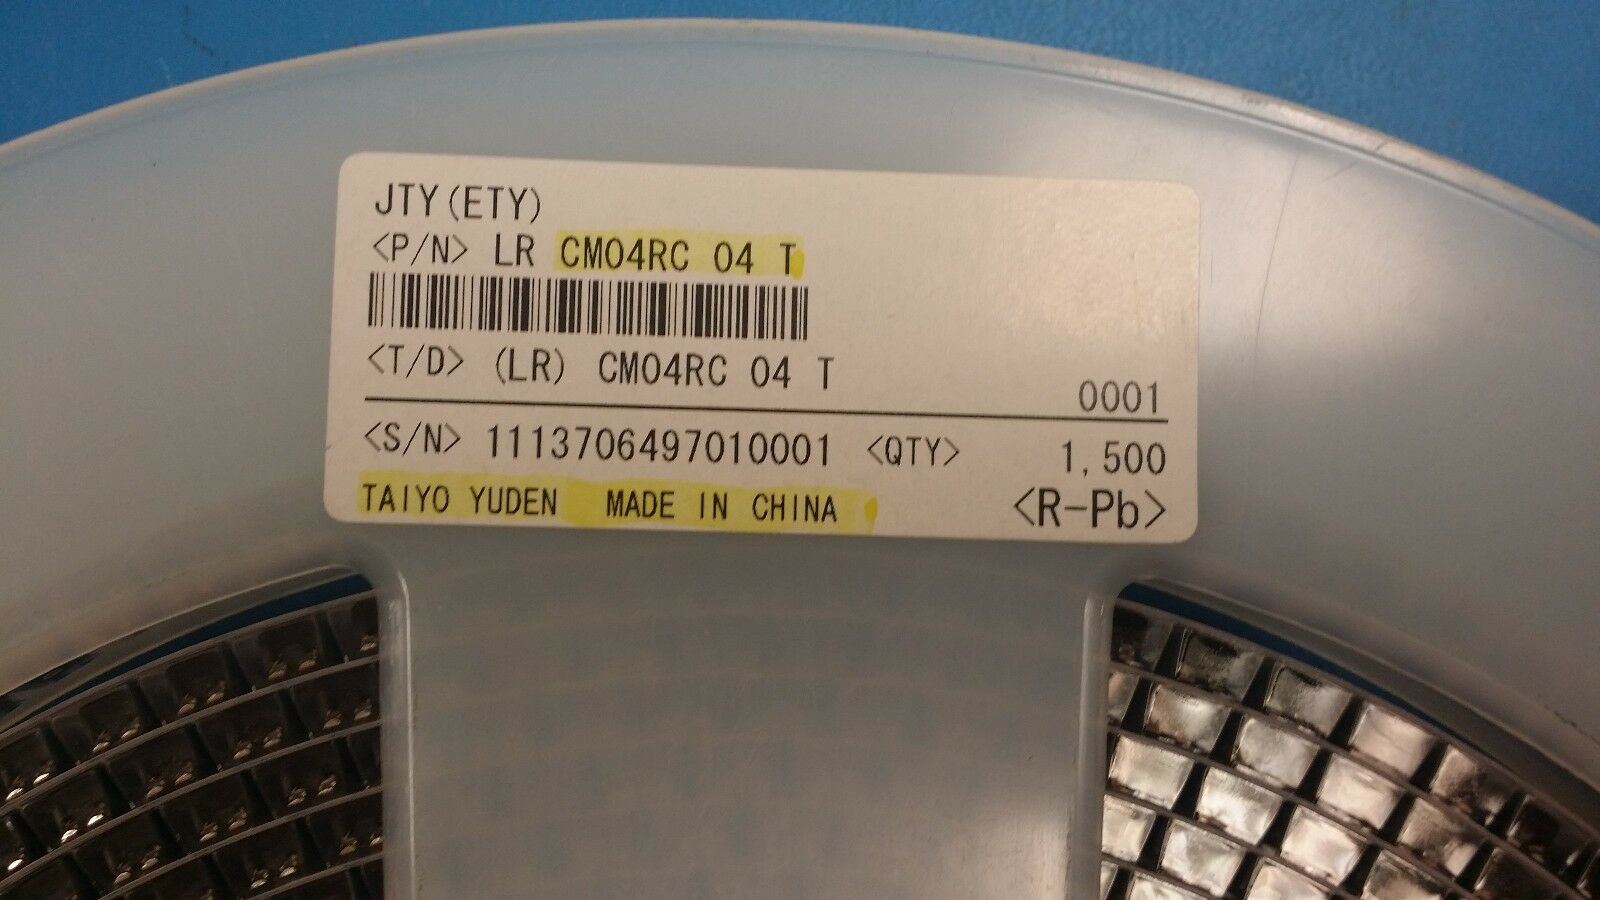 JTY(ETY)
<P/N> LR CM04RC 04 T
<T/D> (LR) CM04RC 04 T
0001
<S/N> 1113706497010001 <QTY> 1,500
TAIYO YUDEN MADE IN CHINA <R-Pb>